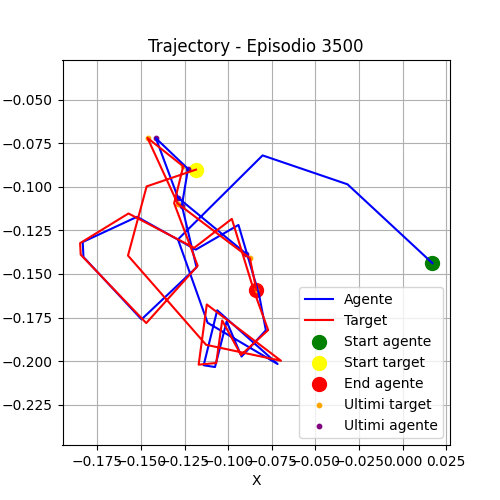 Trajectory - Episodio 3500
−0.050
−0.075
−0.100
−0.125
−0.150
−0.175
−0.200
−0.225
Agente
Target
Start agente
Start target
End agente
Ultimi target
Ultimi agente
−0.175 −0.150 −0.125 −0.100 −0.075 −0.050 −0.025 0.000 0.025
X